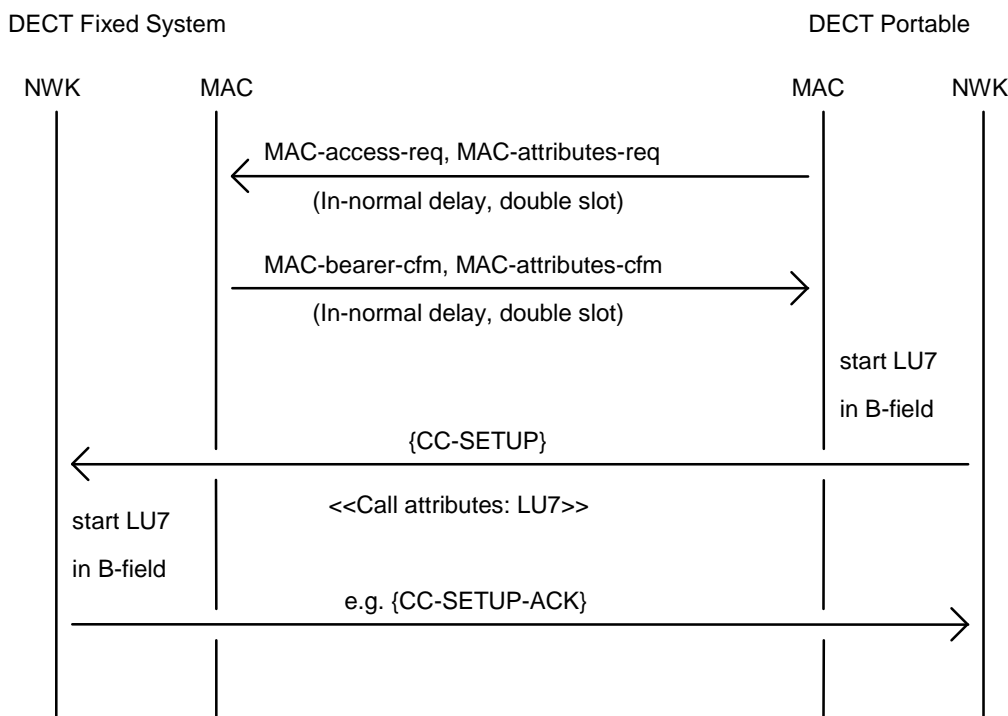 DECT Fixed System
DECT Portable
NWK
MAC
MAC
NWK
MAC-access-req, MAC-attributes-req
(In-normal delay, double slot)
MAC-bearer-cfm, MAC-attributes-cfm
(In-normal delay, double slot)
start LU7
in B-field
{CC-SETUP}
<<Call attributes: LU7>>
start LU7
in B-field
e.g. {CC-SETUP-ACK}